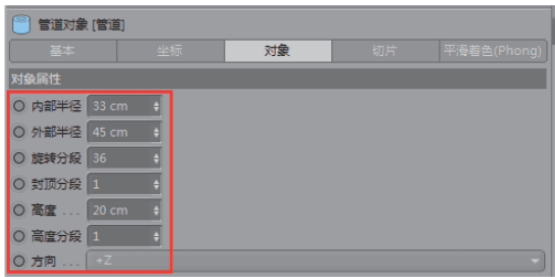 管道对象 [管道]
基本 坐标 对象 切片 平滑着色(Phong)
对象属性
内部半径 33 cm
外部半径 45 cm
旋转分段 36
封顶分段 1
高度 . . . 20 cm
高度分段 1
方向 . . . +Z